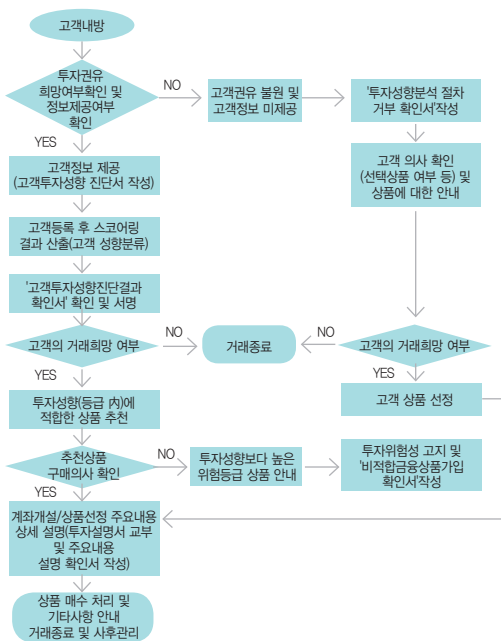 고객내방
투자권유
희망여부확인 및
정보제공여부
확인
NO
고객권유 불원 및
고객정보 미제공
'투자성향분석 절차
거부 확인서'작성
YES
고객정보 제공
(고객투자성향 진단서 작성)
고객 의사 확인
(선택상품 여부 등) 및
상품에 대한 안내
고객등록 후 스코어링
결과 산출(고객 성향분류)
'고객투자성향진단결과
확인서' 확인 및 서명
고객의 거래희망 여부
NO
거래종료
NO
고객의 거래희망 여부
YES
YES
투자성향(등급 内)에
적합한 상품 추천
고객 상품 선정
추천상품
구매의사 확인
NO
투자성향보다 높은
위험등급 상품 안내
투자위험성 고지 및
'비적합금융상품가입
확인서'작성
YES
계좌개설/상품선정 주요내용
상세 설명(투자설명서 교부
및 주요내용
설명 확인서 작성)
상품 매수 처리 및
기타사항 안내
거래종료 및 사후관리